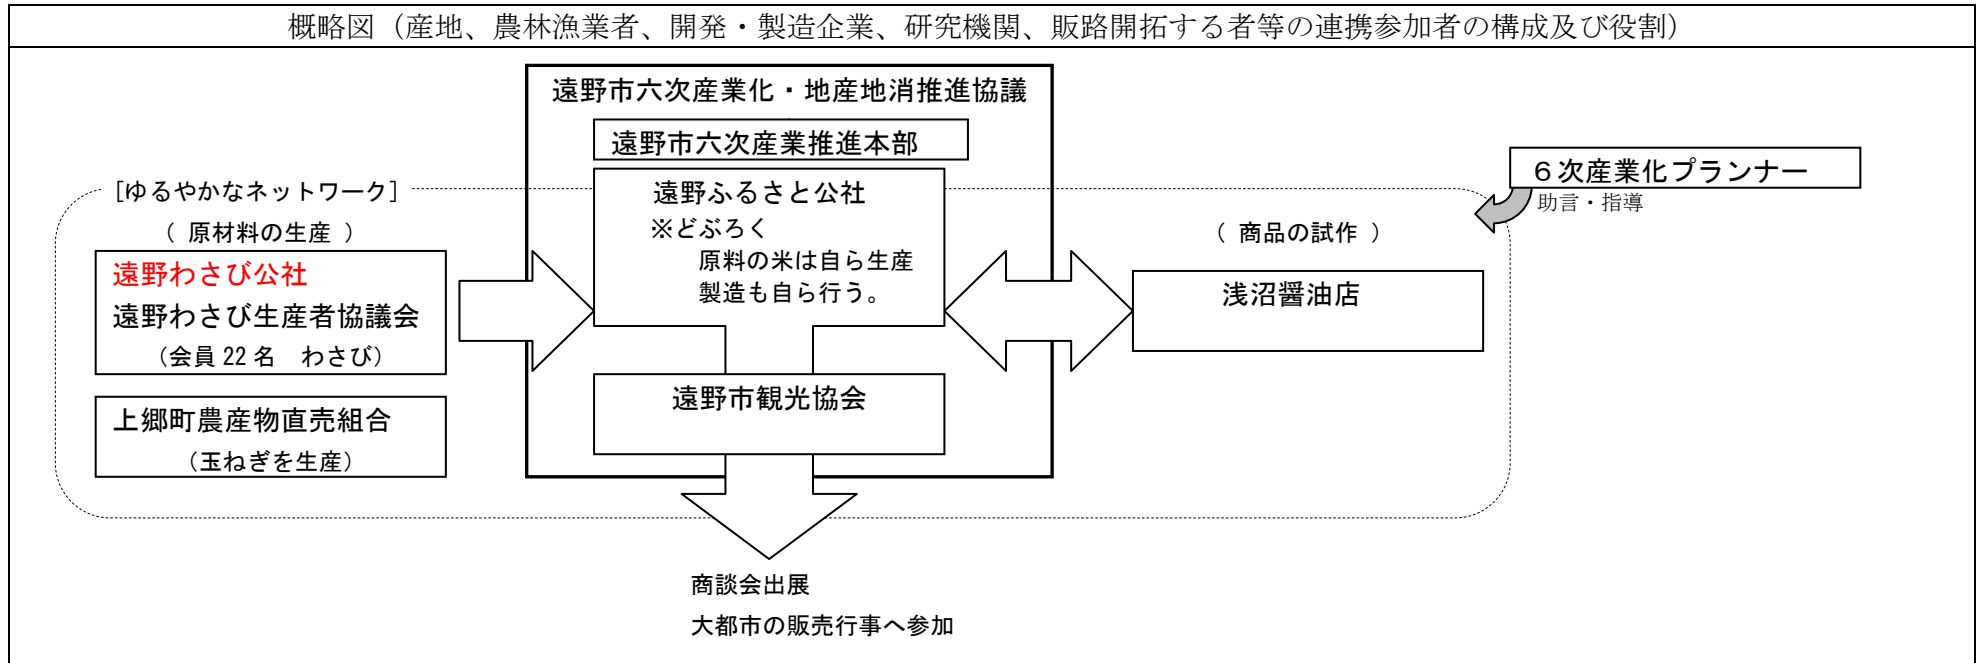 概略図（産地、農林漁業者、開発・製造企業、研究機関、販路開拓する者等の連携参加者の構成及び役割）
遠野市六次産業化・地産地消推進協議
遠野市六次産業推進本部
６次産業化プランナー
助言・指導
［ゆるやかなネットワーク］
（ 原材料の生産 ）
遠野わさび公社
遠野わさび生産者協議会
（会員 22 名　わさび）
上郷町農産物直売組合
（玉ねぎを生産）
遠野ふるさと公社
※どぶろく
原料の米は自ら生産
製造も自ら行う。
遠野市観光協会
（ 商品の試作 ）
浅沼醤油店
商談会出展
大都市の販売行事へ参加